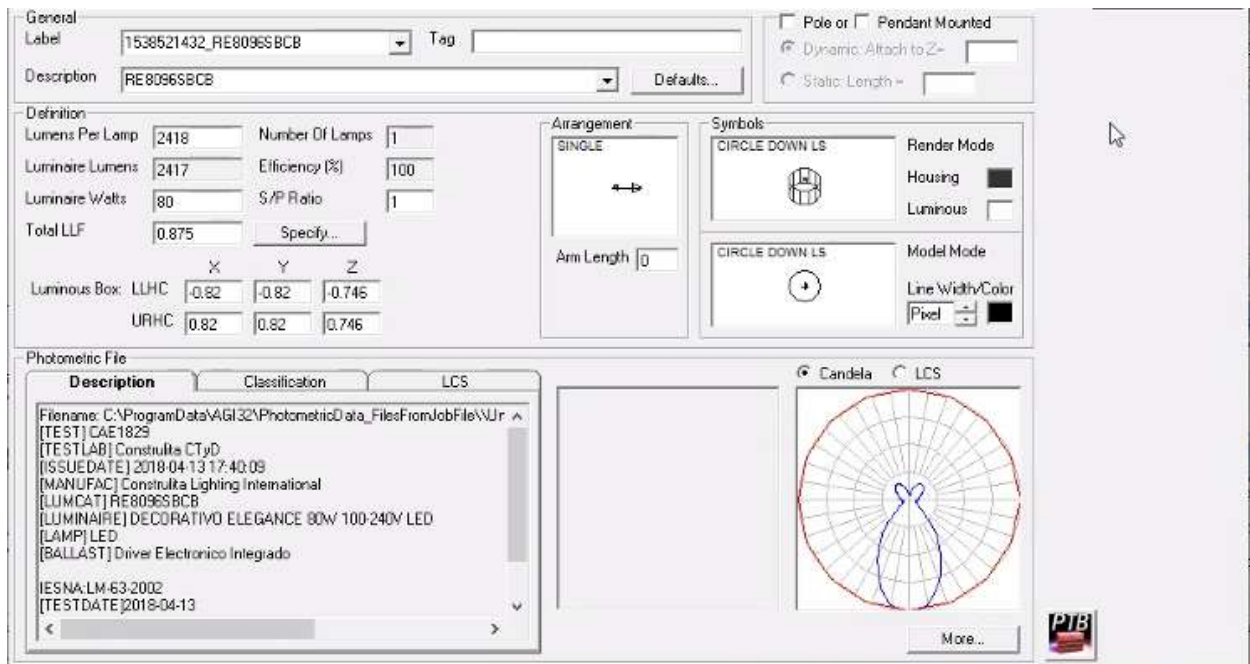 General
Label 1538521432_RE8096SBCB Tag
Description RE8096SBCB Defaults...
Pole or Pendant Mounted
Dynamic: Attach to Z=
Static: Length =
Definition
Lumens Per Lamp 2418 Number Of Lamps 1
Luminaire Lumens 2417 Efficiency (%) 100
Luminaire Watts 80 S/P Ratio 1
Total LLF 0.875 Specify...
X Y Z
Luminous Box: LLHC -0.82 -0.82 -0.746
URHC 0.82 0.82 0.746
Arrangement
SINGLE
Arm Length 0
Symbols
CIRCLE DOWN LS
Render Mode
Housing
Luminous
CIRCLE DOWN LS
Model Mode
Line Width/Color
Pixel
Photometric File
Description Classification LCS
Filename: C:\ProgramData\AGI32\PhotometricData_FilesFromJobFile\\Ur
[TEST] CAE1829
[TESTLAB] Construlita CTyD
[ISSUEDATE] 2018-04-13 17:40:09
[MANUFAC] Construlita Lighting International
[LUMCAT] RE8096SBCB
[LUMINAIRE] DECORATIVO ELEGANCE 80W 100-240V LED
[LAMP] LED
[BALLAST] Driver Electronico Integrado
IESNA:LM-63-2002
[TESTDATE]2018-04-13
Candela LCS
More...
PTB